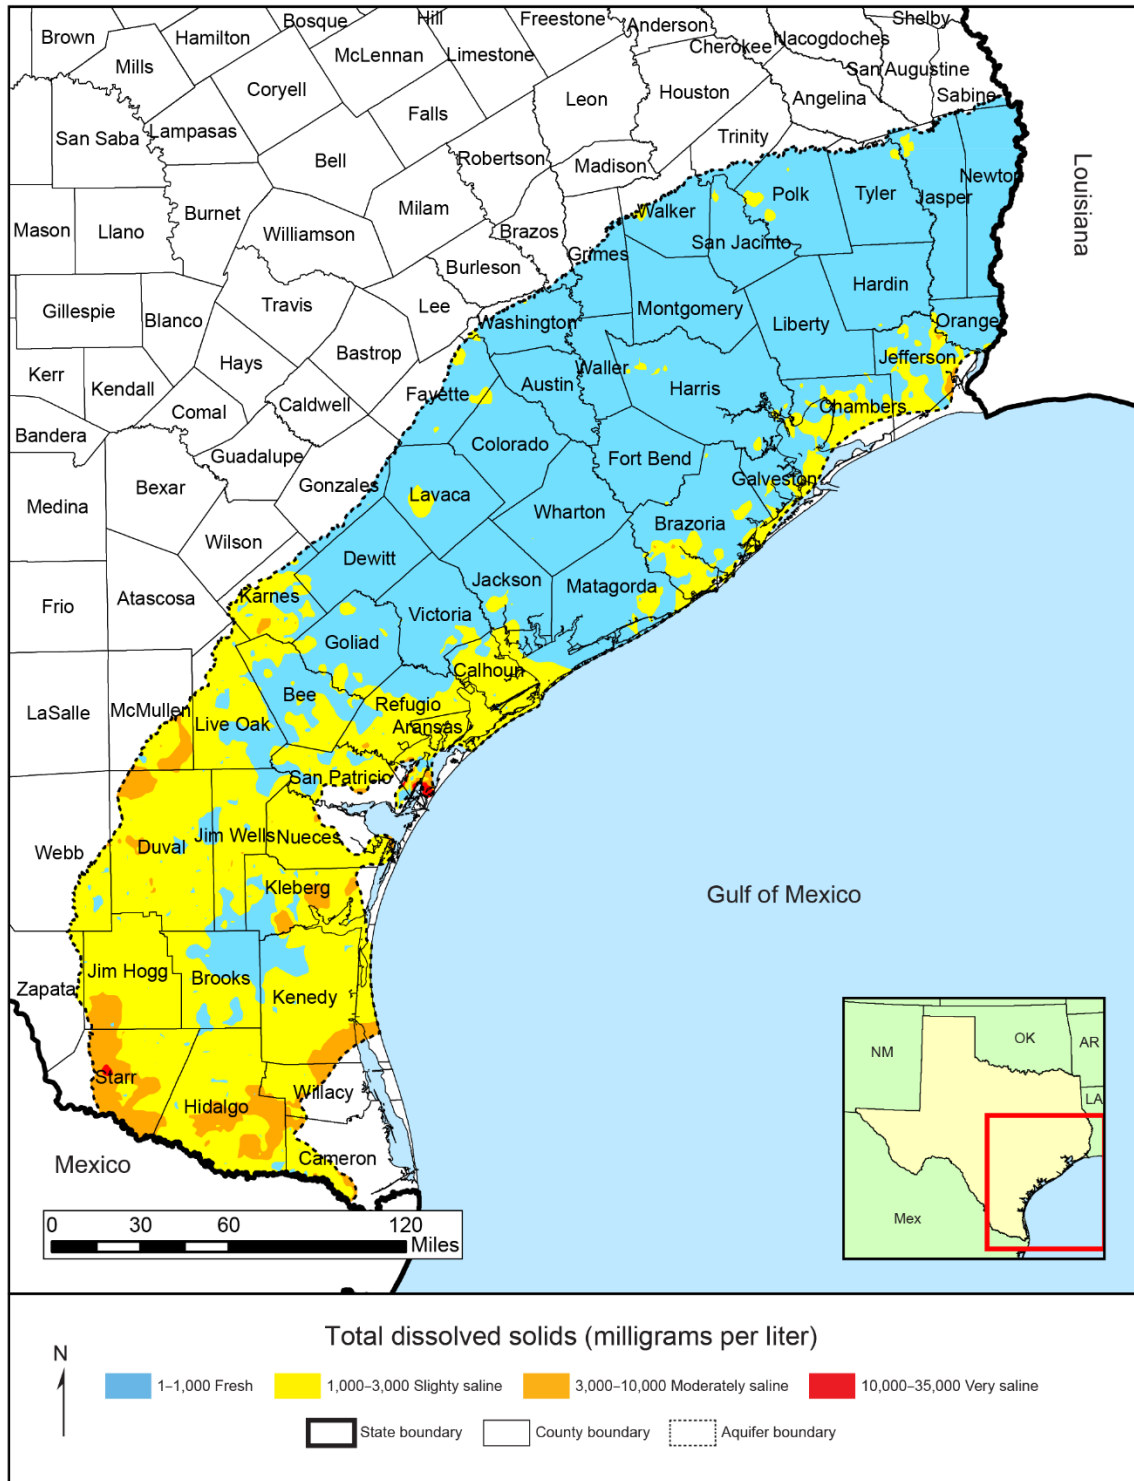 Brown
Hamilton
Bosque
Hill
Freestone
Anderson
Shelby
Mills
McLennan
Limestone
Cherokee
Nacogdoches
Coryell
Leon
Houston
San Augustine
San Saba
Lampasas
Falls
Angelina
Sabine
Bell
Robertson
Trinity
Madison
Louisiana
Mason
Llano
Burnet
Williamson
Milam
Brazos
Walker
Polk
Tyler
Jasper
Newton
Grimes
San Jacinto
Burleson
Gillespie
Blanco
Travis
Lee
Washington
Montgomery
Liberty
Hardin
Orange
Kerr
Kendall
Hays
Bastrop
Waller
Jefferson
Comal
Caldwell
Fayette
Austin
Harris
Chambers
Bandera
Guadalupe
Colorado
Fort Bend
Medina
Bexar
Gonzales
Lavaca
Galveston
Wilson
Wharton
Brazoria
Dewitt
Frio
Atascosa
Karnes
Jackson
Matagorda
Victoria
Goliad
LaSalle
McMullen
Live Oak
Bee
Calhoun
Refugio
Aransas
San Patricio
Webb
Duval
Jim Wells
Nueces
Kleberg
Gulf of Mexico
Zapata
Jim Hogg
Brooks
Kenedy
Starr
Hidalgo
Willacy
Mexico
Cameron
NM
OK
AR
LA
Mex
0 30 60 120
Miles
Total dissolved solids (milligrams per liter)
N
1–1,000 Fresh 1,000–3,000 Slighty saline 3,000–10,000 Moderately saline 10,000–35,000 Very saline
State boundary County boundary Aquifer boundary